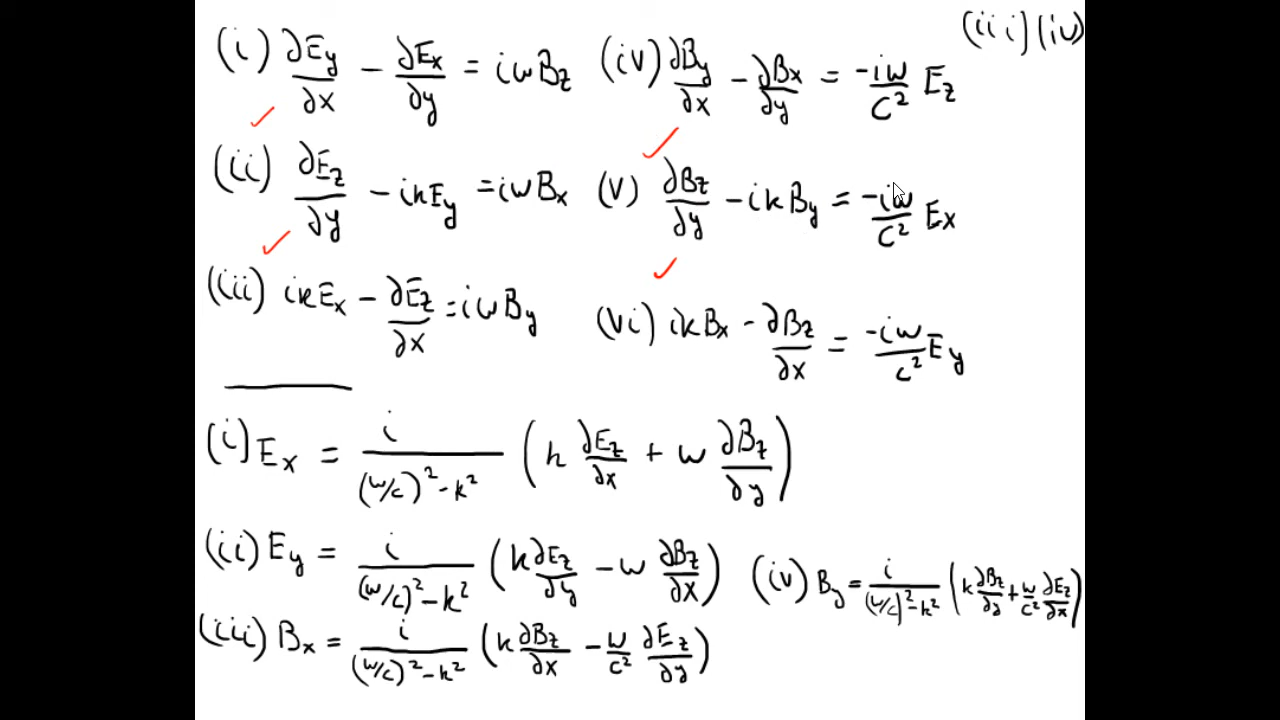 (iii) (iv)
(i) ∂Ey/∂x − ∂Ex/∂y = iωBz (iv) ∂By/∂x − ∂Bx/∂y = −iω/c² Ez
(ii) ∂Ez/∂y − ikEy = iωBx (v) ∂Bz/∂y − ikBy = −iω/c² Ex
(iii) ikEx − ∂Ez/∂x = iωBy (vi) ikBx − ∂Bz/∂x = −iω/c² Ey
(i) Ex = i/((ω/c)² − k²) (k ∂Ez/∂x + ω ∂Bz/∂y)
(ii) Ey = i/((ω/c)² − k²) (k ∂Ez/∂y − ω ∂Bz/∂x) (iv) By = i/((ω/c)² − k²) (k ∂Bz/∂y + ω/c² ∂Ez/∂x)
(iii) Bx = i/((ω/c)² − k²) (k ∂Bz/∂x − ω/c² ∂Ez/∂y)